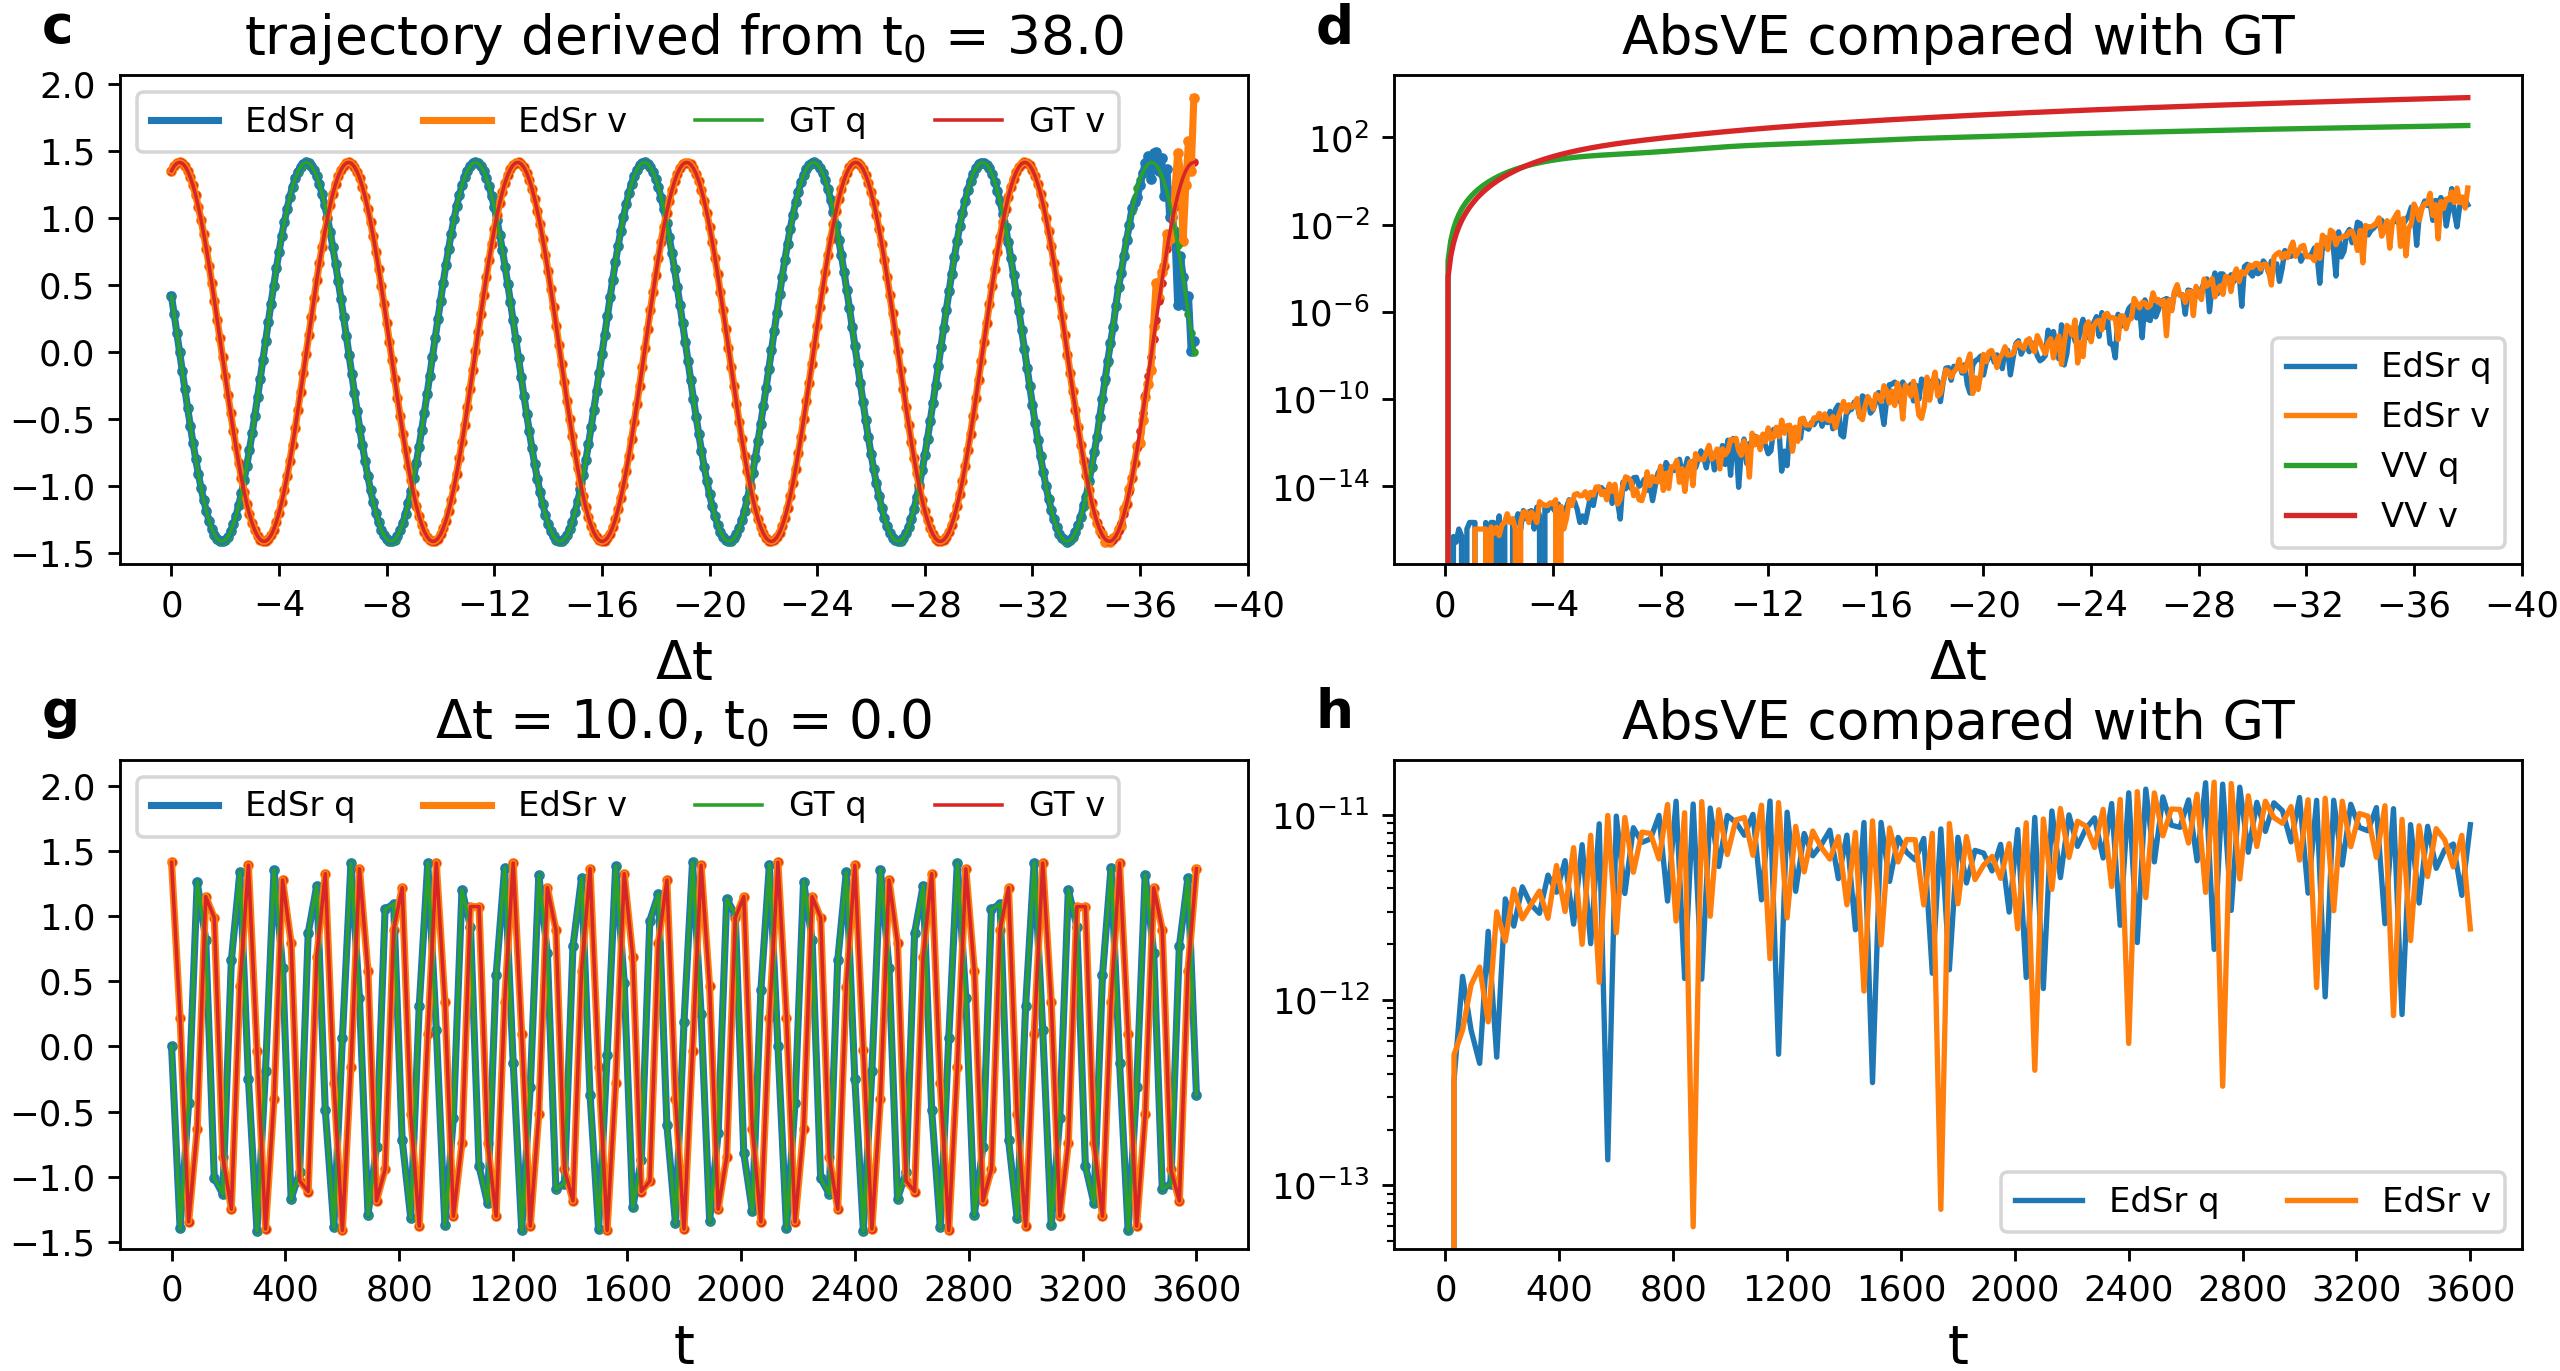 c
trajectory derived from t₀ = 38.0
2.0
1.5
1.0
0.5
0.0
−0.5
−1.0
−1.5
EdSr q EdSr v GT q GT v
0 −4 −8 −12 −16 −20 −24 −28 −32 −36 −40
Δt
d
AbsVE compared with GT
10²
10⁻²
10⁻⁶
10⁻¹⁰
10⁻¹⁴
EdSr q
EdSr v
VV q
VV v
0 −4 −8 −12 −16 −20 −24 −28 −32 −36 −40
Δt
g
Δt = 10.0, t₀ = 0.0
2.0
1.5
1.0
0.5
0.0
−0.5
−1.0
−1.5
EdSr q EdSr v GT q GT v
0 400 800 1200 1600 2000 2400 2800 3200 3600
t
h
AbsVE compared with GT
10⁻¹¹
10⁻¹²
10⁻¹³
EdSr q EdSr v
0 400 800 1200 1600 2000 2400 2800 3200 3600
t